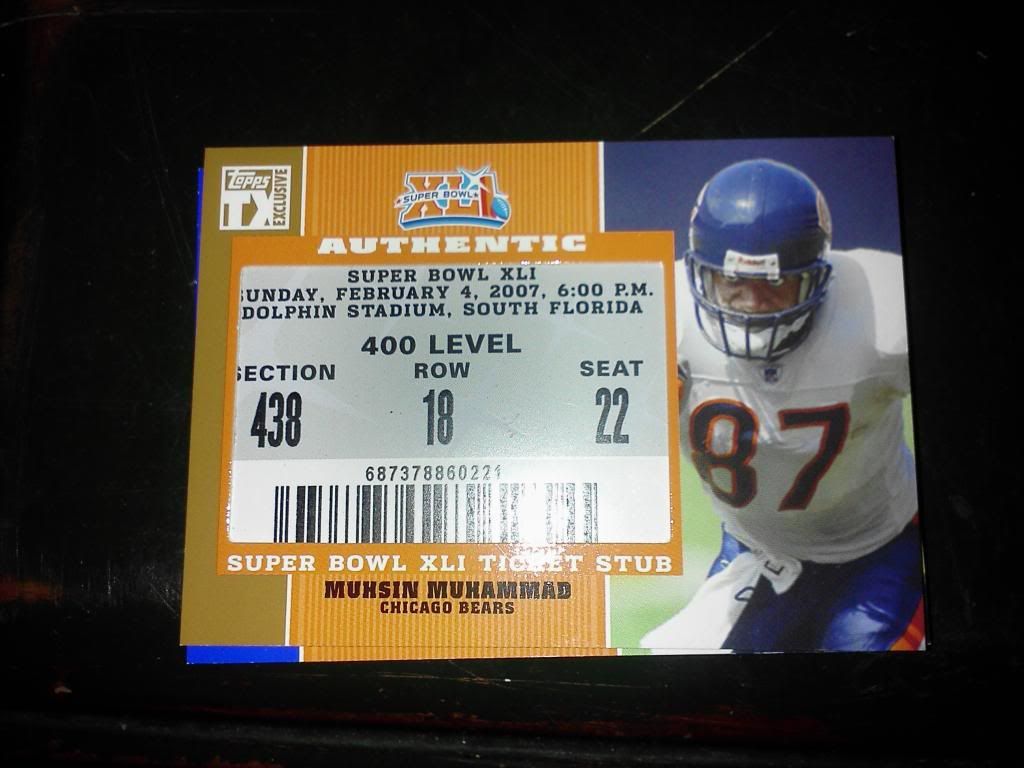 Topps
TX
EXCLUSIVE
XLI
SUPER BOWL
AUTHENTIC
SUPER BOWL XLI
SUNDAY, FEBRUARY 4, 2007, 6:00 P.M.
DOLPHIN STADIUM, SOUTH FLORIDA
400 LEVEL
SECTION ROW SEAT
438 18 22
687378860221
SUPER BOWL XLI TICKET STUB
MUHSIN MUHAMMAD
CHICAGO BEARS
Riddell
87